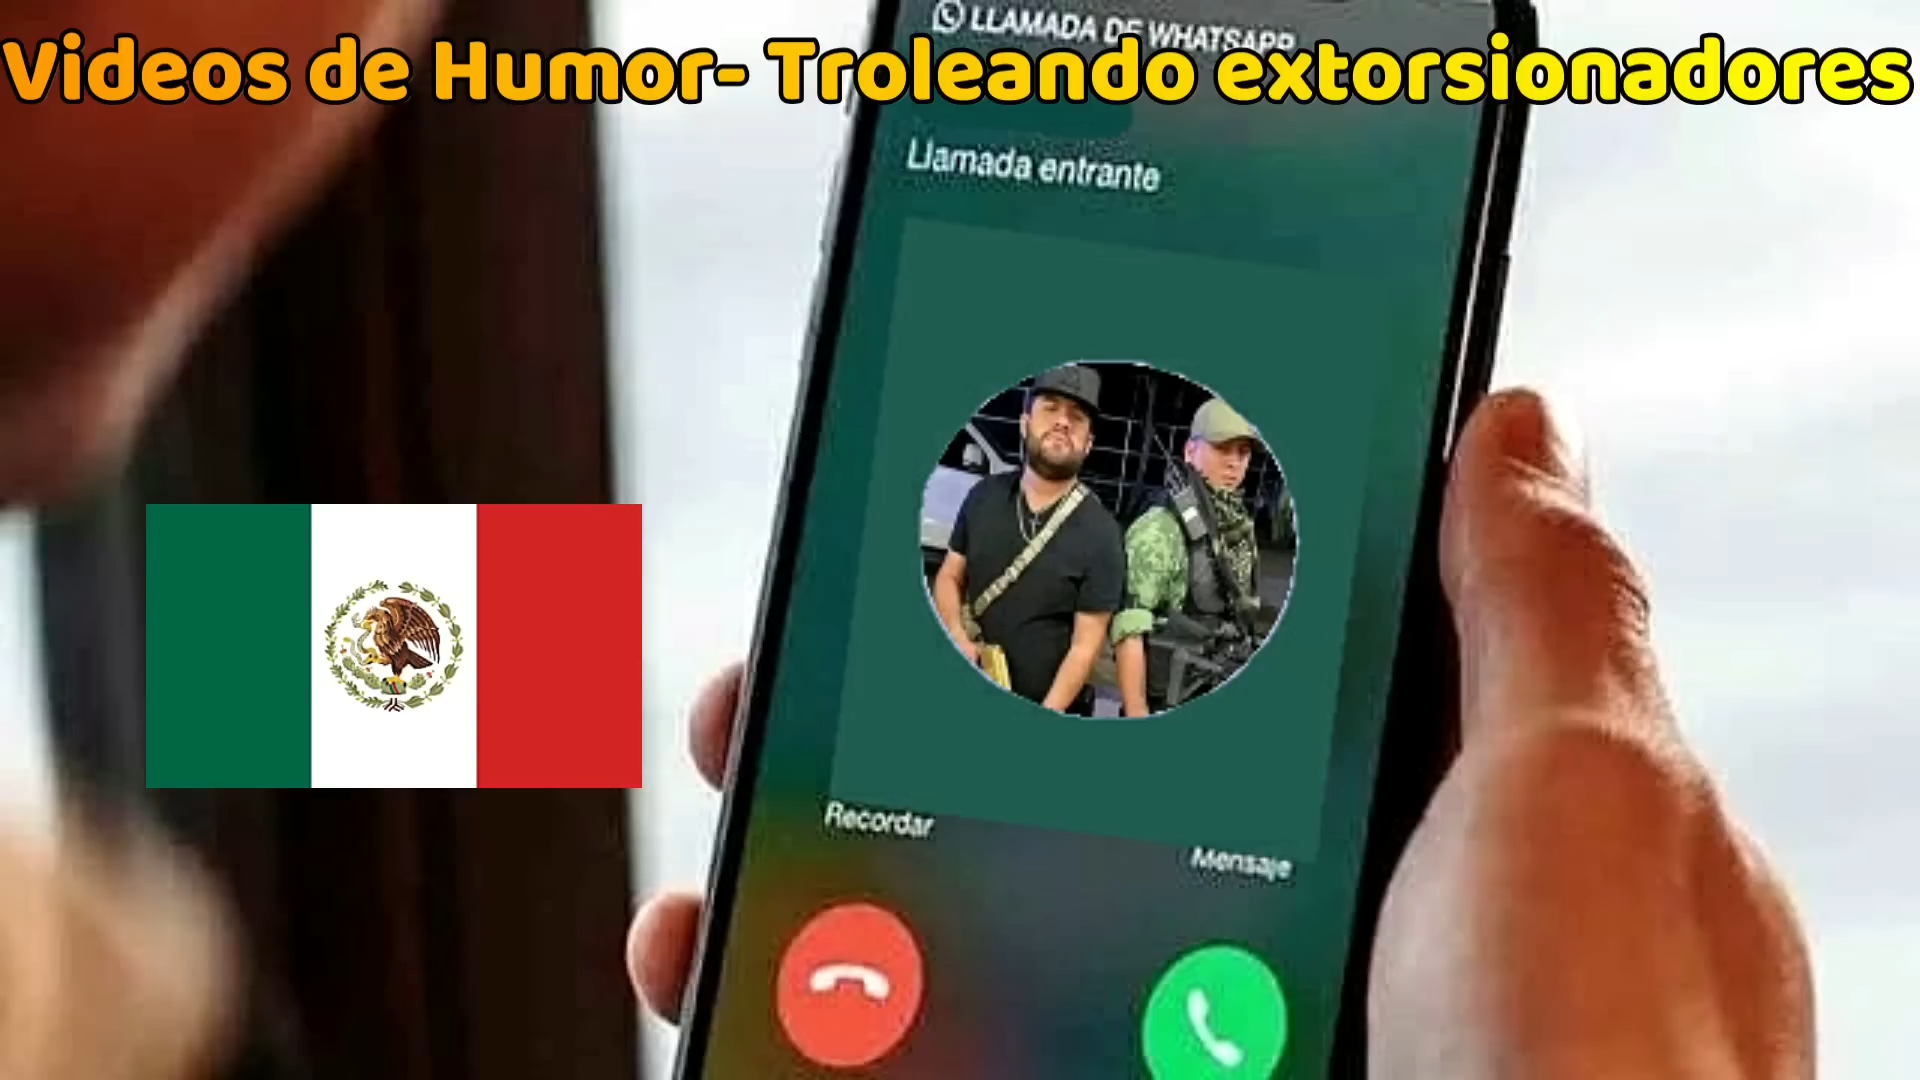 LLAMADA DE WHATSAPP
Videos de Humor- Troleando extorsionadores
Llamada entrante
Recordar
Mensaje